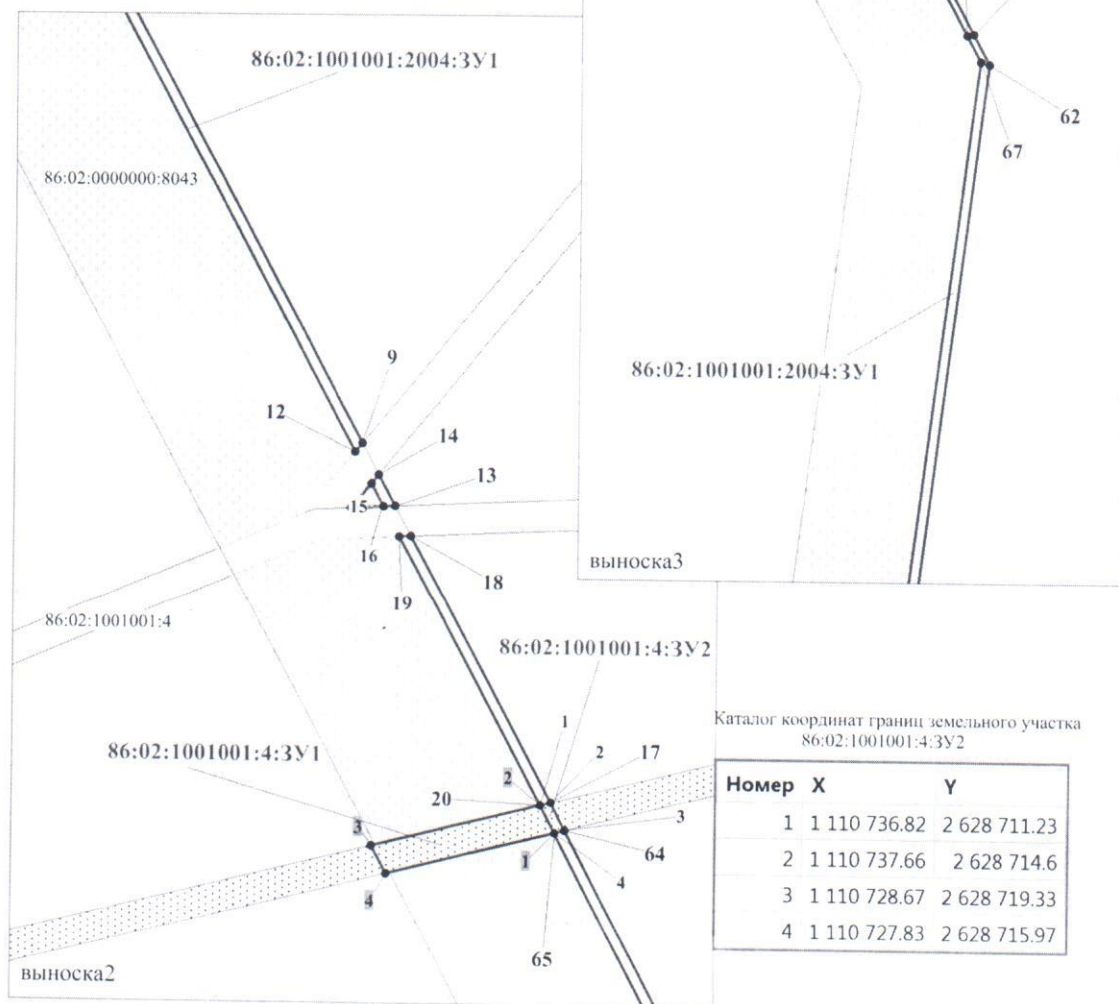 86:02:1001001:2004:ЗУ1
86:02:0000000:8043
9
12
14
13
15
16
18
19
86:02:1001001:4
86:02:1001001:4:ЗУ2
86:02:1001001:4:ЗУ1
1
2
17
2
20
3
3
64
1
4
4
65
выноска2
62
67
86:02:1001001:2004:ЗУ1
выноска3
Каталог координат границ земельного участка
86:02:1001001:4:ЗУ2
Номер X Y
1 1 110 736.82 2 628 711.23
2 1 110 737.66 2 628 714.6
3 1 110 728.67 2 628 719.33
4 1 110 727.83 2 628 715.97